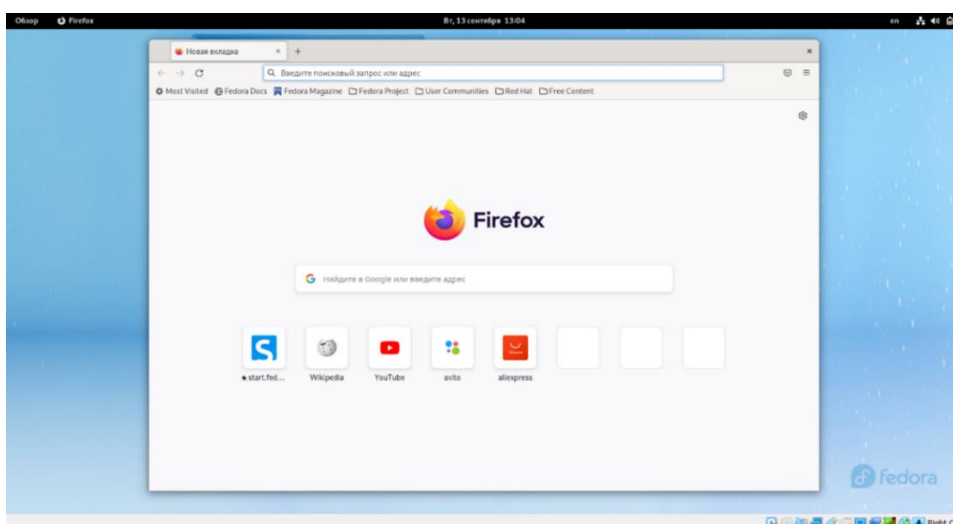 Обзор Firefox Вт, 13 сентября 13:04 en
Новая вкладка
Введите поисковый запрос или адрес
Most Visited Fedora Docs Fedora Magazine Fedora Project User Communities Red Hat Free Content
Firefox
Найдите в Google или введите адрес
start.fed... Wikipedia YouTube avito aliexpress
fedora
Right C